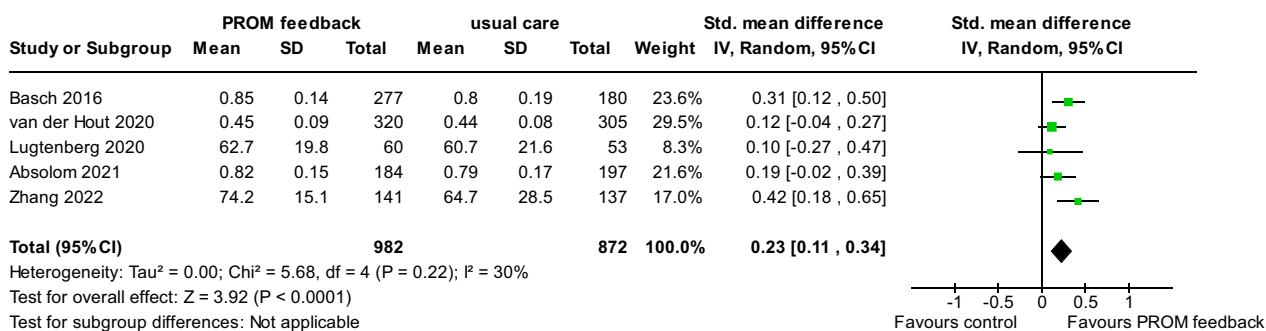 PROM feedback usual care Std. mean difference Std. mean difference
Study or Subgroup Mean SD Total Mean SD Total Weight IV, Random, 95%CI IV, Random, 95%CI
Basch 2016 0.85 0.14 277 0.8 0.19 180 23.6% 0.31 [0.12 , 0.50]
van der Hout 2020 0.45 0.09 320 0.44 0.08 305 29.5% 0.12 [-0.04 , 0.27]
Lugtenberg 2020 62.7 19.8 60 60.7 21.6 53 8.3% 0.10 [-0.27 , 0.47]
Absolom 2021 0.82 0.15 184 0.79 0.17 197 21.6% 0.19 [-0.02 , 0.39]
Zhang 2022 74.2 15.1 141 64.7 28.5 137 17.0% 0.42 [0.18 , 0.65]
Total (95%CI) 982 872 100.0% 0.23 [0.11 , 0.34]
Heterogeneity: Tau² = 0.00; Chi² = 5.68, df = 4 (P = 0.22); I² = 30%
Test for overall effect: Z = 3.92 (P < 0.0001) -1 -0.5 0 0.5 1
Test for subgroup differences: Not applicable Favours control Favours PROM feedback